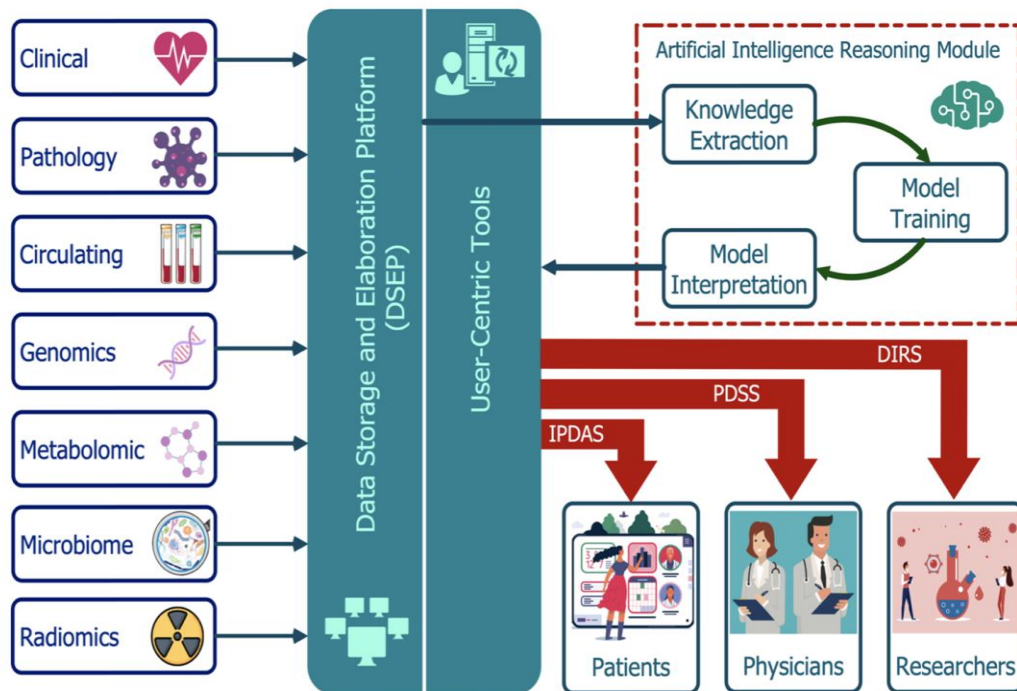 Clinical
Pathology
Circulating
Genomics
Metabolomic
Microbiome
Radiomics
Data Storage and Elaboration Platform
(DSEP)
User-Centric Tools
Artificial Intelligence Reasoning Module
Knowledge
Extraction
Model
Training
Model
Interpretation
DIRS
PDSS
IPDAS
Patients
Physicians
Researchers